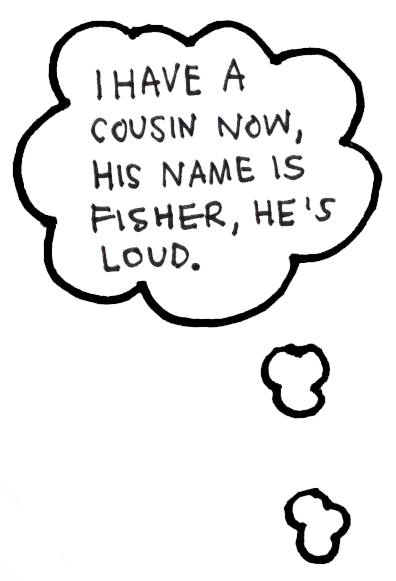 I HAVE A
COUSIN NOW,
HIS NAME IS
FISHER, HE'S
LOUD.